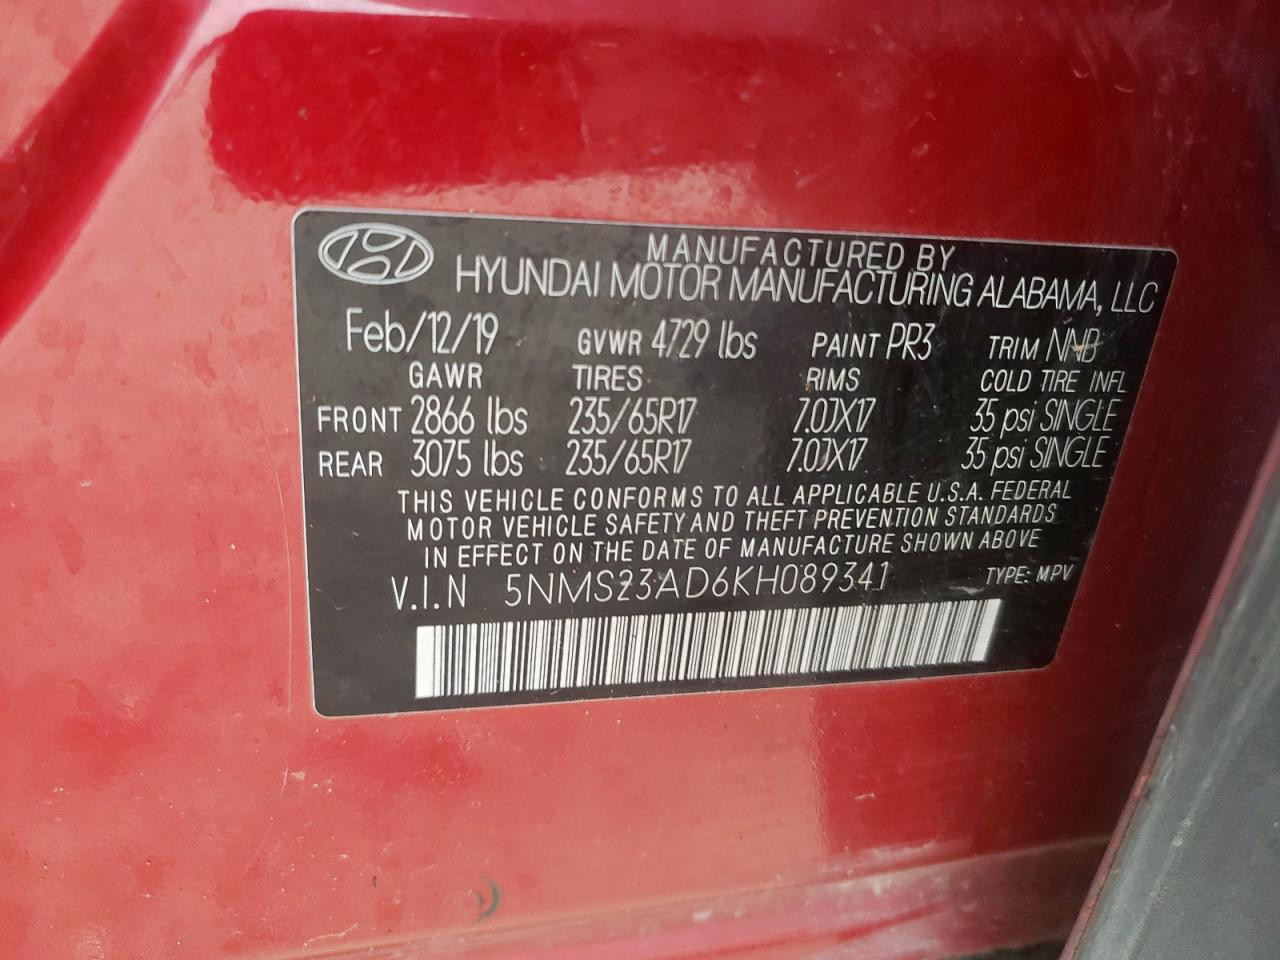 MANUFACTURED BY
HYUNDAI MOTOR MANUFACTURING ALABAMA, LLC
Feb/12/19 GVWR 4729 lbs PAINT PR3 TRIM NNB
GAWR TIRES RIMS COLD TIRE INFL
FRONT 2866 lbs 235/65R17 7.0JX17 35 psi SINGLE
REAR 3075 lbs 235/65R17 7.0JX17 35 psi SINGLE
THIS VEHICLE CONFORMS TO ALL APPLICABLE U.S.A. FEDERAL
MOTOR VEHICLE SAFETY AND THEFT PREVENTION STANDARDS
IN EFFECT ON THE DATE OF MANUFACTURE SHOWN ABOVE
V.I.N 5NMS23AD6KH089341 TYPE: MPV